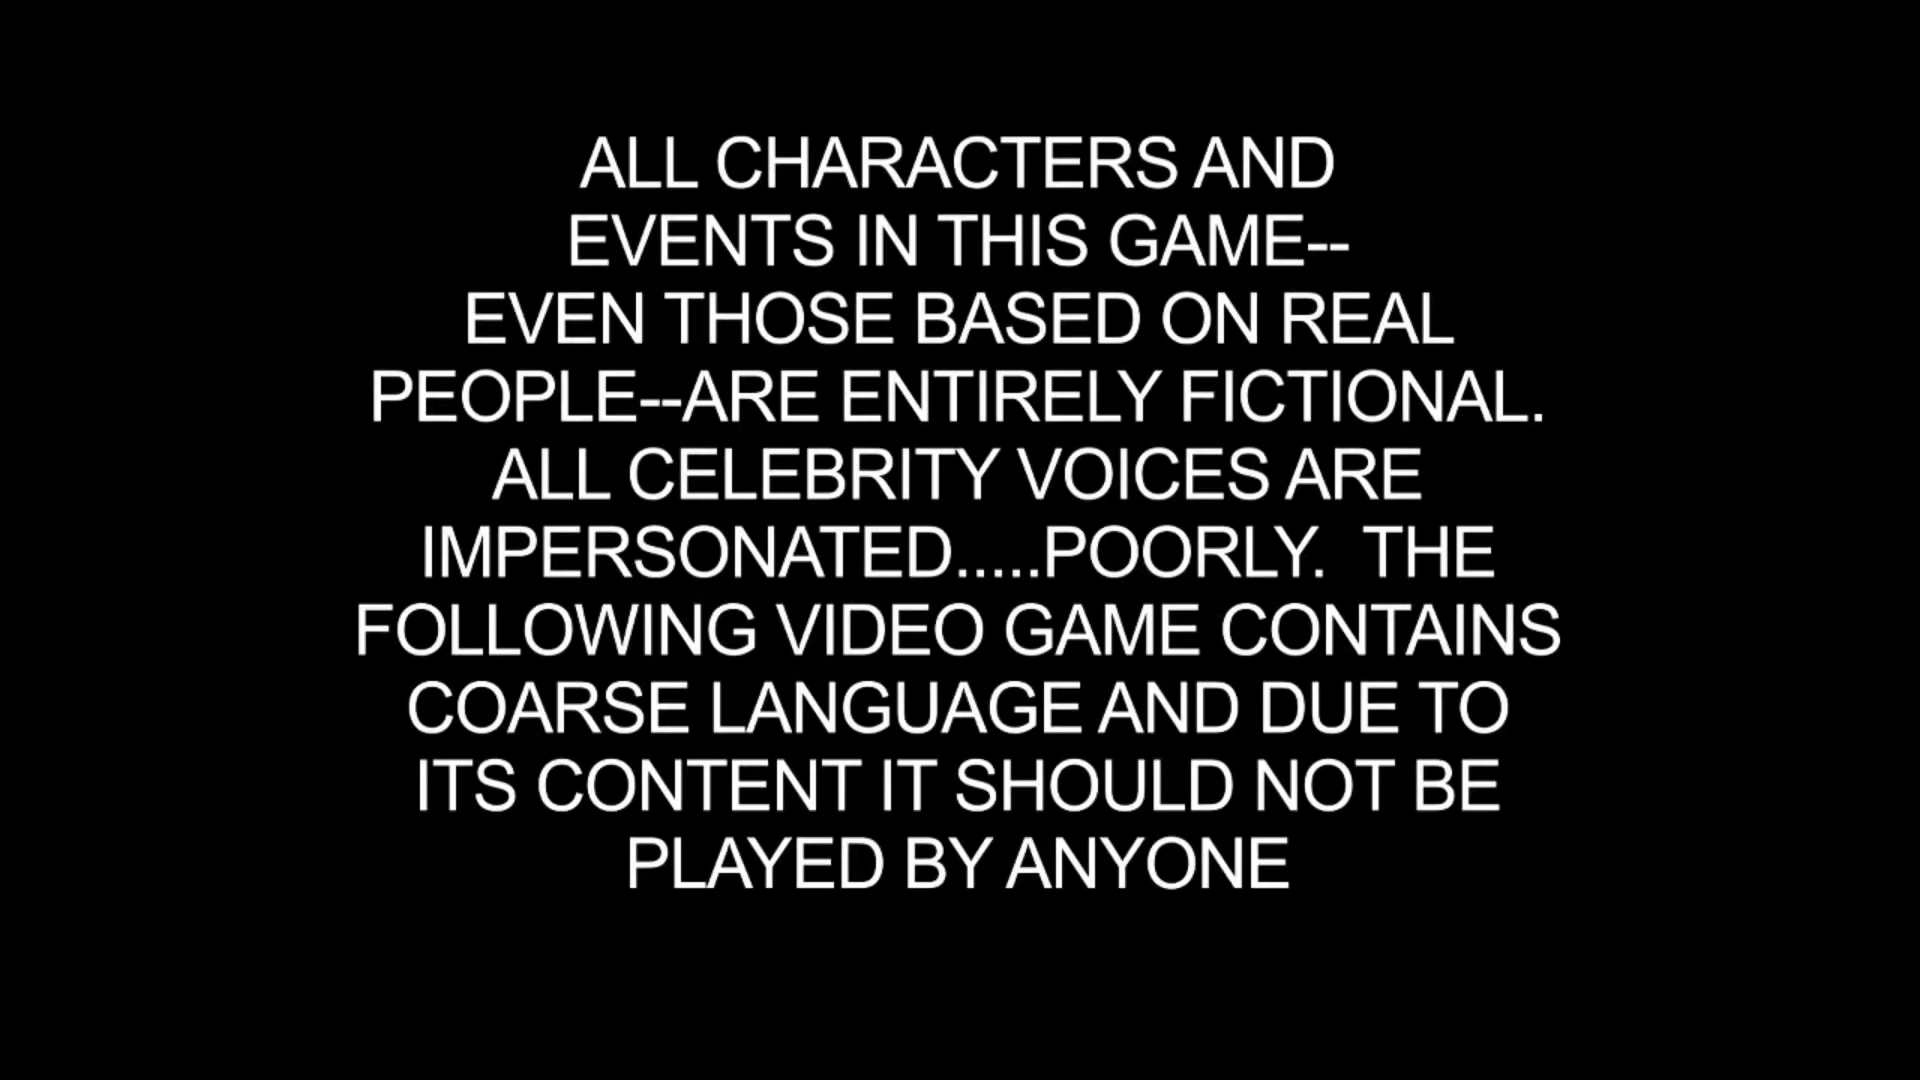 ALL CHARACTERS AND
EVENTS IN THIS GAME--
EVEN THOSE BASED ON REAL
PEOPLE--ARE ENTIRELY FICTIONAL.
ALL CELEBRITY VOICES ARE
IMPERSONATED.....POORLY.  THE
FOLLOWING VIDEO GAME CONTAINS
COARSE LANGUAGE AND DUE TO
ITS CONTENT IT SHOULD NOT BE
PLAYED BY ANYONE